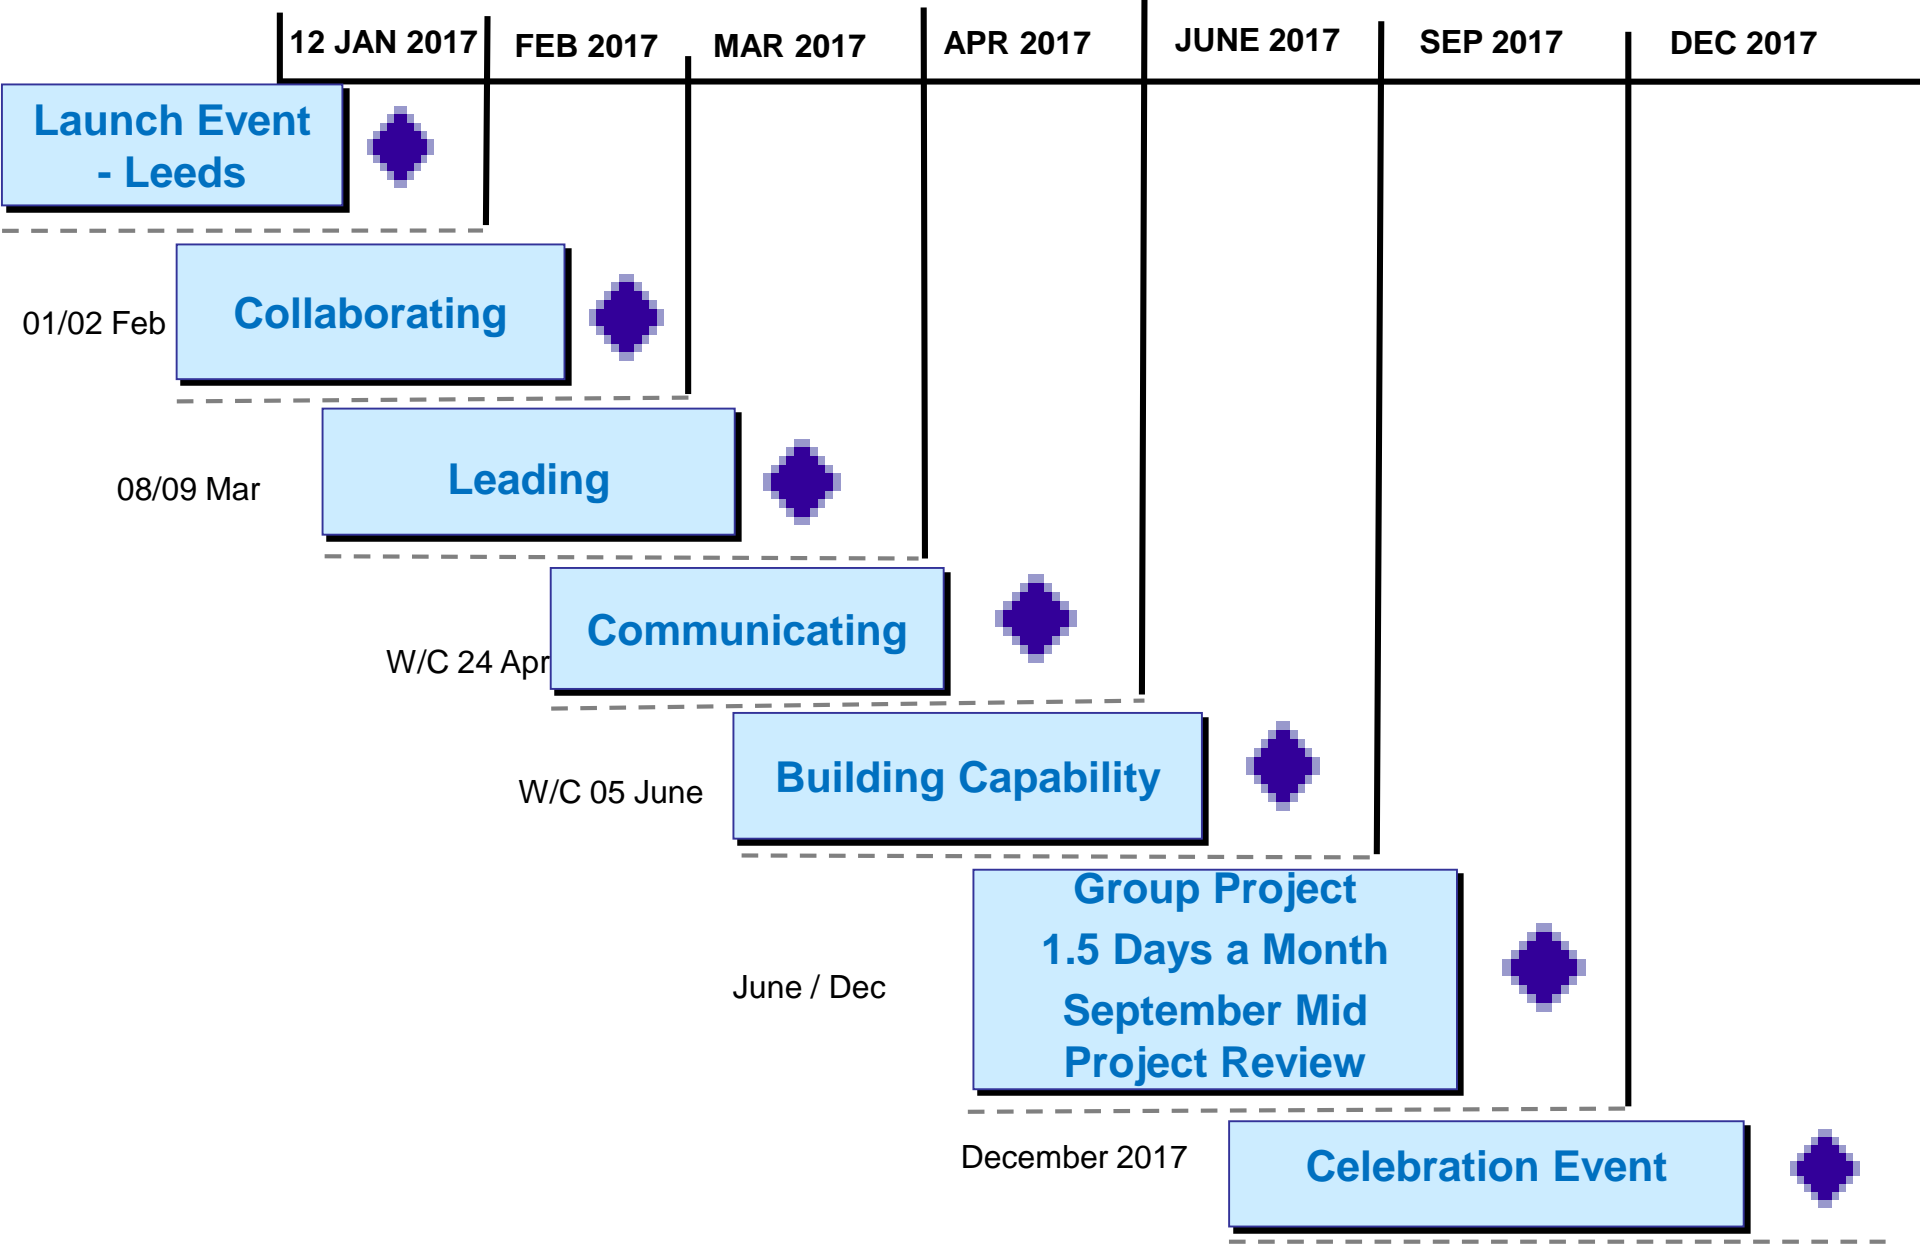 12 JAN 2017
FEB 2017
MAR 2017
APR 2017
JUNE 2017
SEP 2017
DEC 2017
Launch Event
- Leeds
01/02 Feb
Collaborating
08/09 Mar
Leading
W/C 24 Apr
Communicating
W/C 05 June
Building Capability
June / Dec
Group Project
1.5 Days a Month
September Mid
Project Review
December 2017
Celebration Event